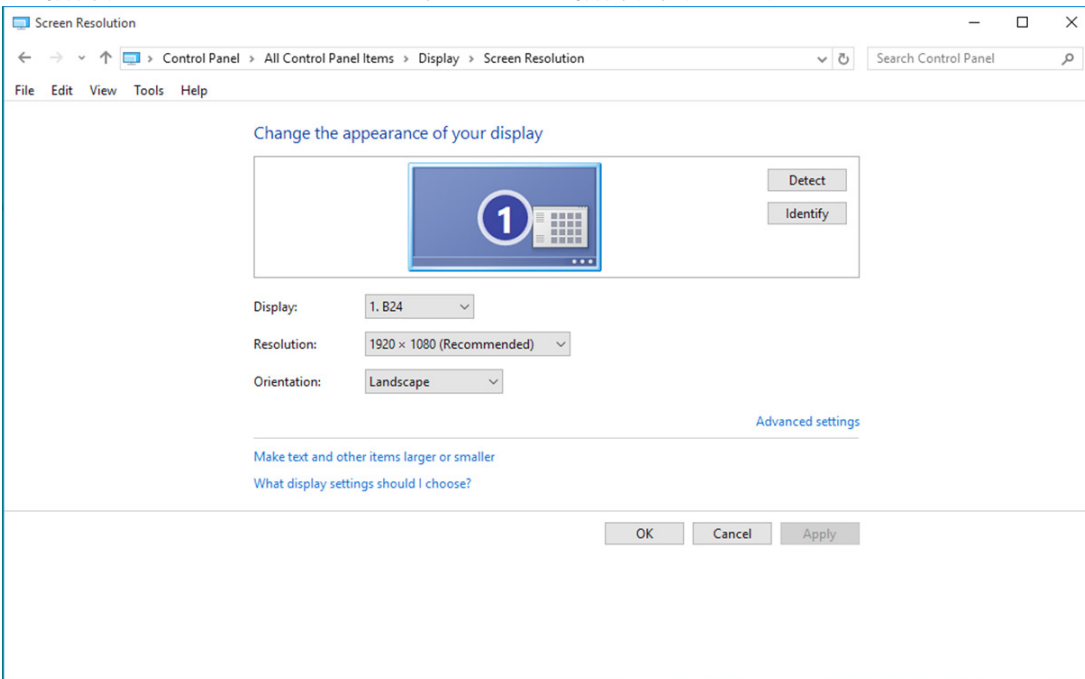 Screen Resolution
Control Panel > All Control Panel Items > Display > Screen Resolution
Search Control Panel
File Edit View Tools Help
Change the appearance of your display
1
Detect
Identify
Display: 1. B24
Resolution: 1920 × 1080 (Recommended)
Orientation: Landscape
Advanced settings
Make text and other items larger or smaller
What display settings should I choose?
OK Cancel Apply